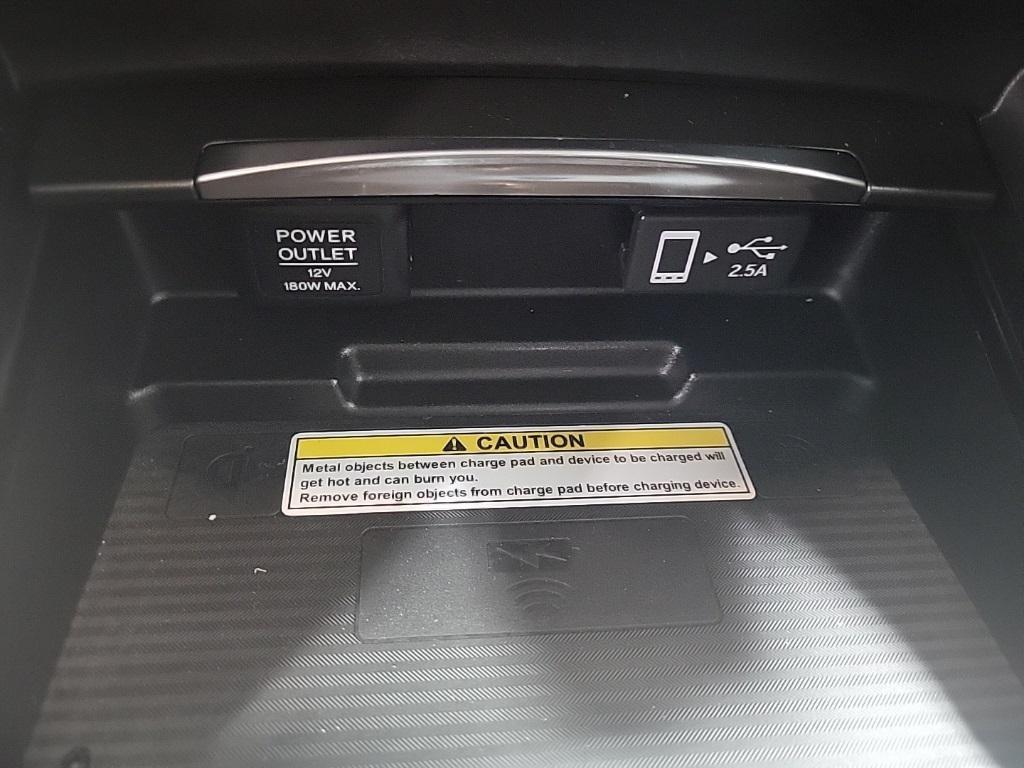 POWER
OUTLET
12V
180W MAX.
2.5A
CAUTION
Metal objects between charge pad and device to be charged will
get hot and can burn you.
Remove foreign objects from charge pad before charging device.